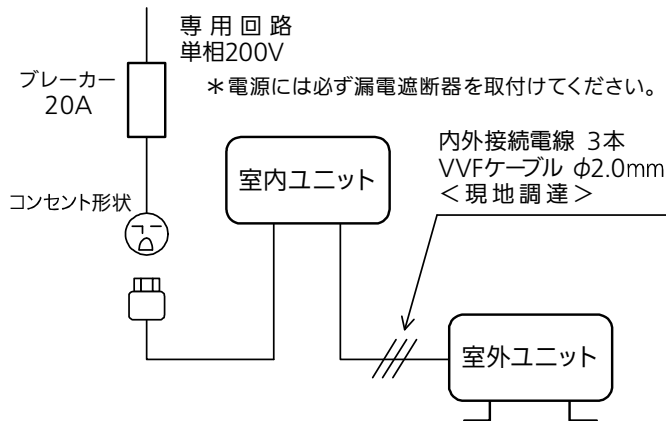 専用回路
単相200V
ブレーカー
20A
＊電源には必ず漏電遮断器を取付けてください。
内外接続電線 3本
VVFケーブル φ2.0mm
＜現地調達＞
室内ユニット
コンセント形状
室外ユニット